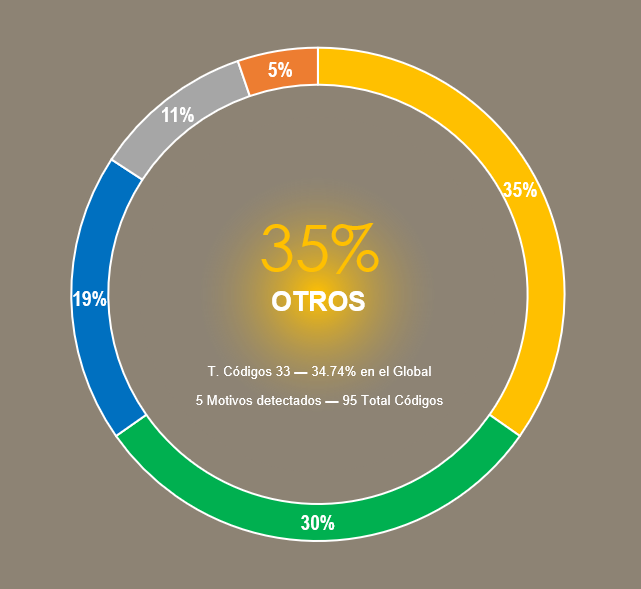 5%
11%
35%
35%
OTROS
19%
T. Códigos 33 — 34.74% en el Global
5 Motivos detectados — 95 Total Códigos
30%